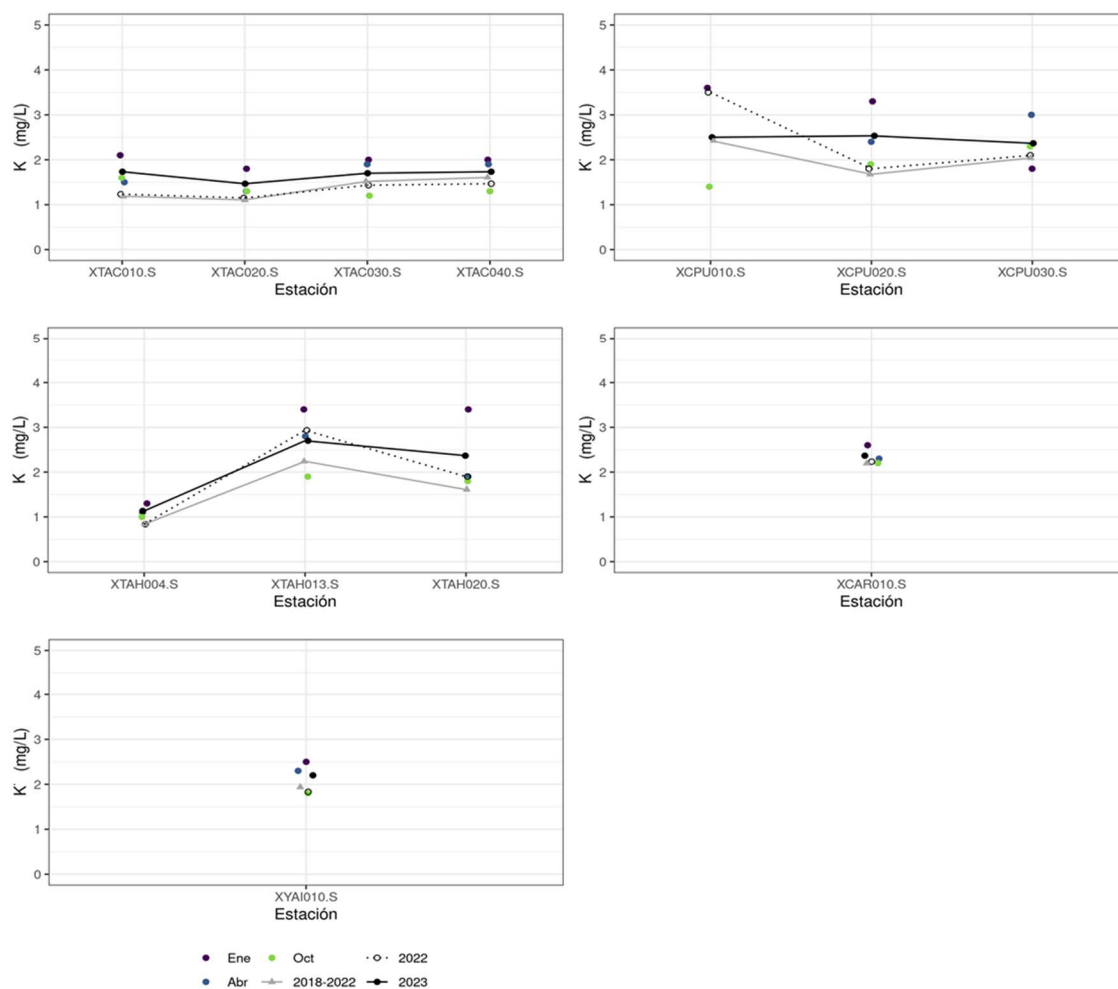 5
4
3
2
1
0
K (mg/L)
XTAC010.S XTAC020.S XTAC030.S XTAC040.S
Estación
5
4
3
2
1
0
K (mg/L)
XCPU010.S XCPU020.S XCPU030.S
Estación
5
4
3
2
1
0
K (mg/L)
XTAH004.S XTAH013.S XTAH020.S
Estación
5
4
3
2
1
0
K (mg/L)
XCAR010.S
Estación
5
4
3
2
1
0
K (mg/L)
XYAI010.S
Estación
Ene Oct 2022
Abr 2018-2022 2023